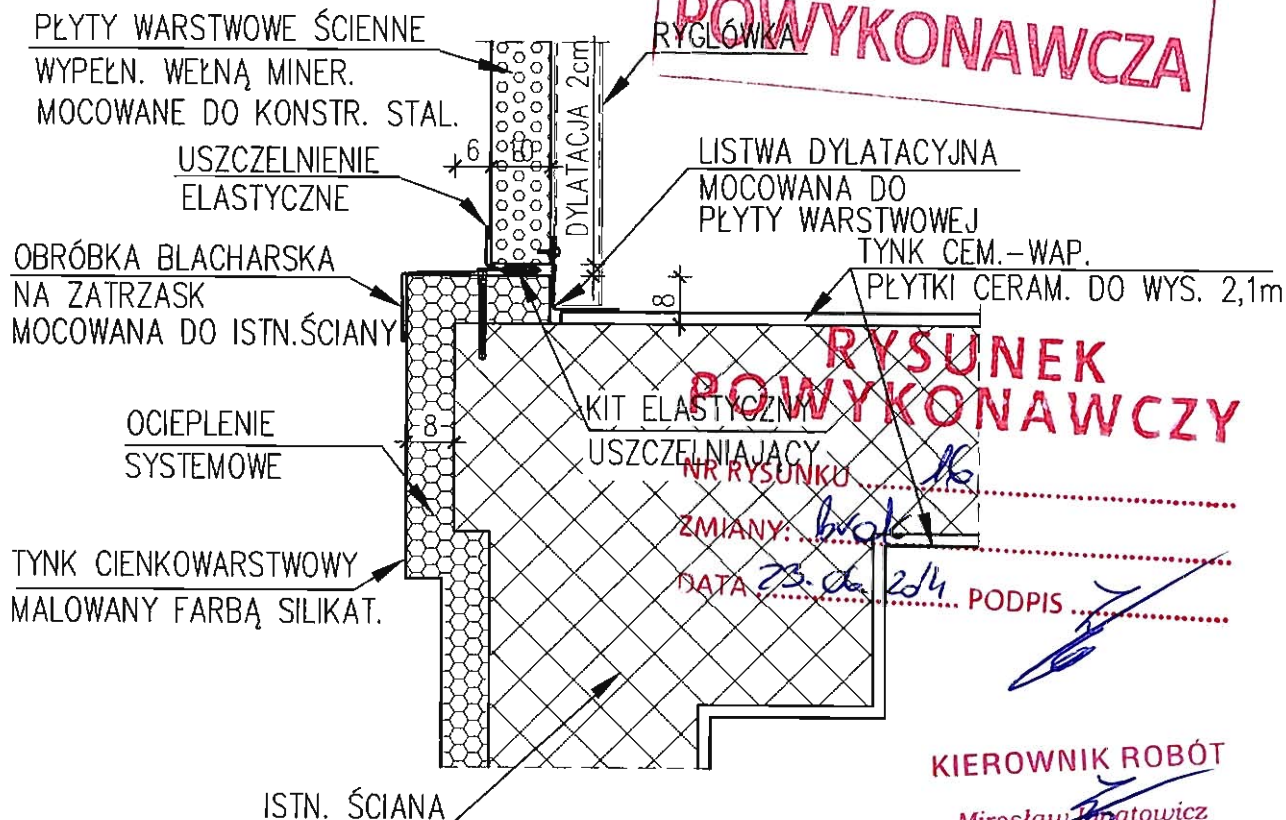 POWYKONAWCZA
PŁYTY WARSTWOWE ŚCIENNE
WYPEŁN. WEŁNĄ MINER.
MOCOWANE DO KONSTR. STAL.
RYGLÓWKA
DYLATACJA 2cm
6 10
USZCZELNIENIE
ELASTYCZNE
LISTWA DYLATACYJNA
MOCOWANA DO
PŁYTY WARSTWOWEJ
OBRÓBKA BLACHARSKA
NA ZATRZASK
MOCOWANA DO ISTN.ŚCIANY
TYNK CEM.-WAP.
PŁYTKI CERAM. DO WYS. 2,1m
8
RYSUNEK
POWYKONAWCZY
KIT ELASTYCZNY
USZCZELNIAJĄCY
OCIEPLENIE
SYSTEMOWE
8
NR RYSUNKU 16
ZMIANY: brak
DATA 23. 2014 PODPIS
TYNK CIENKOWARSTWOWY
MALOWANY FARBĄ SILIKAT.
KIEROWNIK ROBÓT
Mirosław
ISTN. ŚCIANA